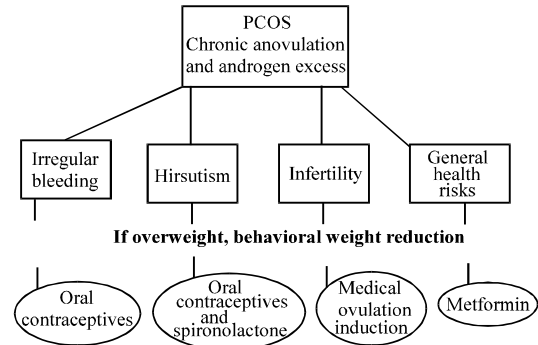 PCOS
Chronic anovulation
and androgen excess
Irregular
bleeding
Hirsutism
Infertility
General
health
risks
If overweight, behavioral weight reduction
Oral
contraceptives
Oral
contraceptives
and
spironolactone
Medical
ovulation
induction
Metformin